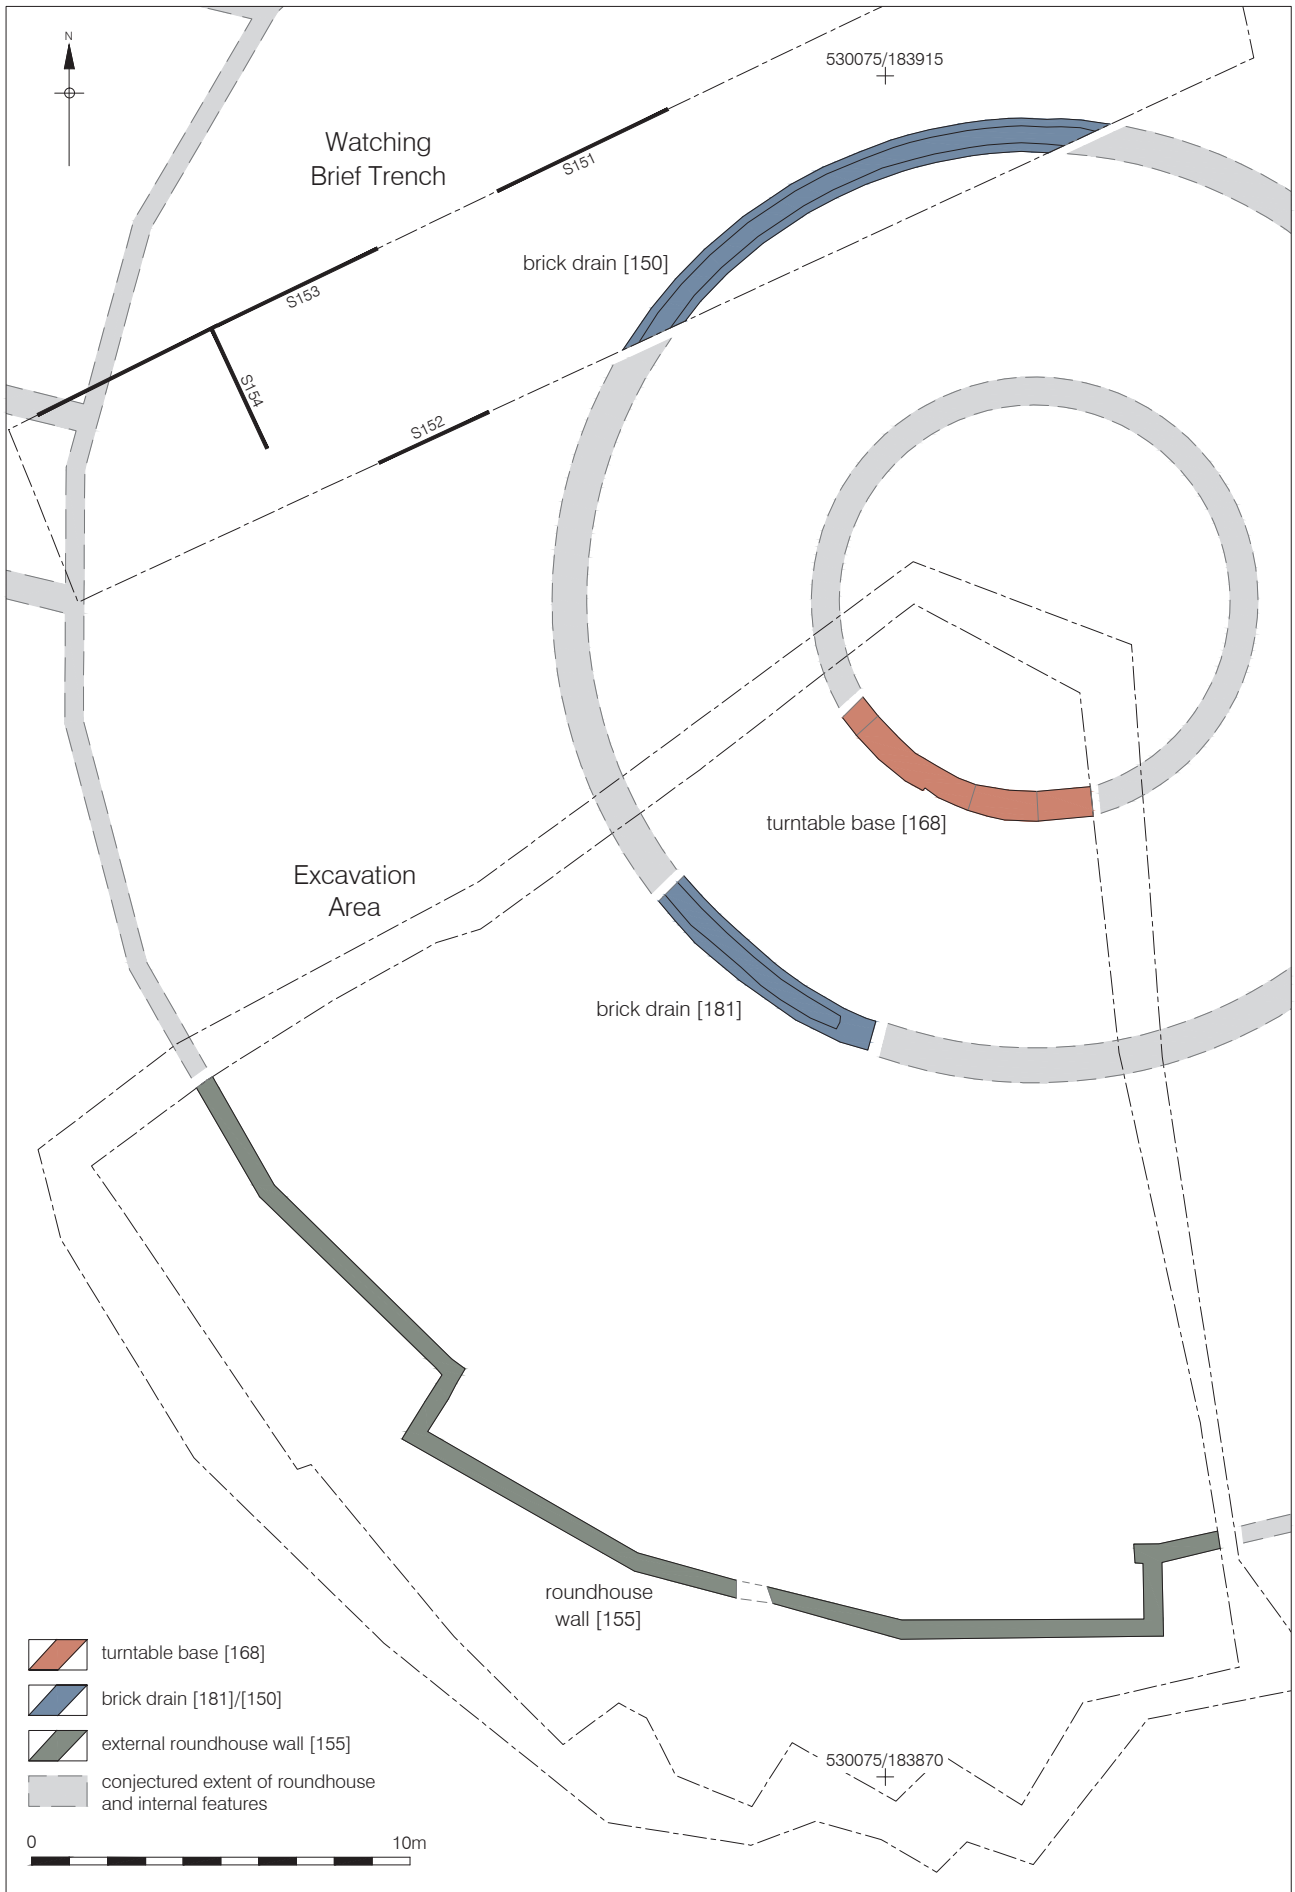 N
530075/183915
Watching
Brief Trench
S151
brick drain [150]
S153
S154
S152
turntable base [168]
Excavation
Area
brick drain [181]
roundhouse
wall [155]
turntable base [168]
brick drain [181]/[150]
external roundhouse wall [155]
conjectured extent of roundhouse
and internal features
530075/183870
0 10m